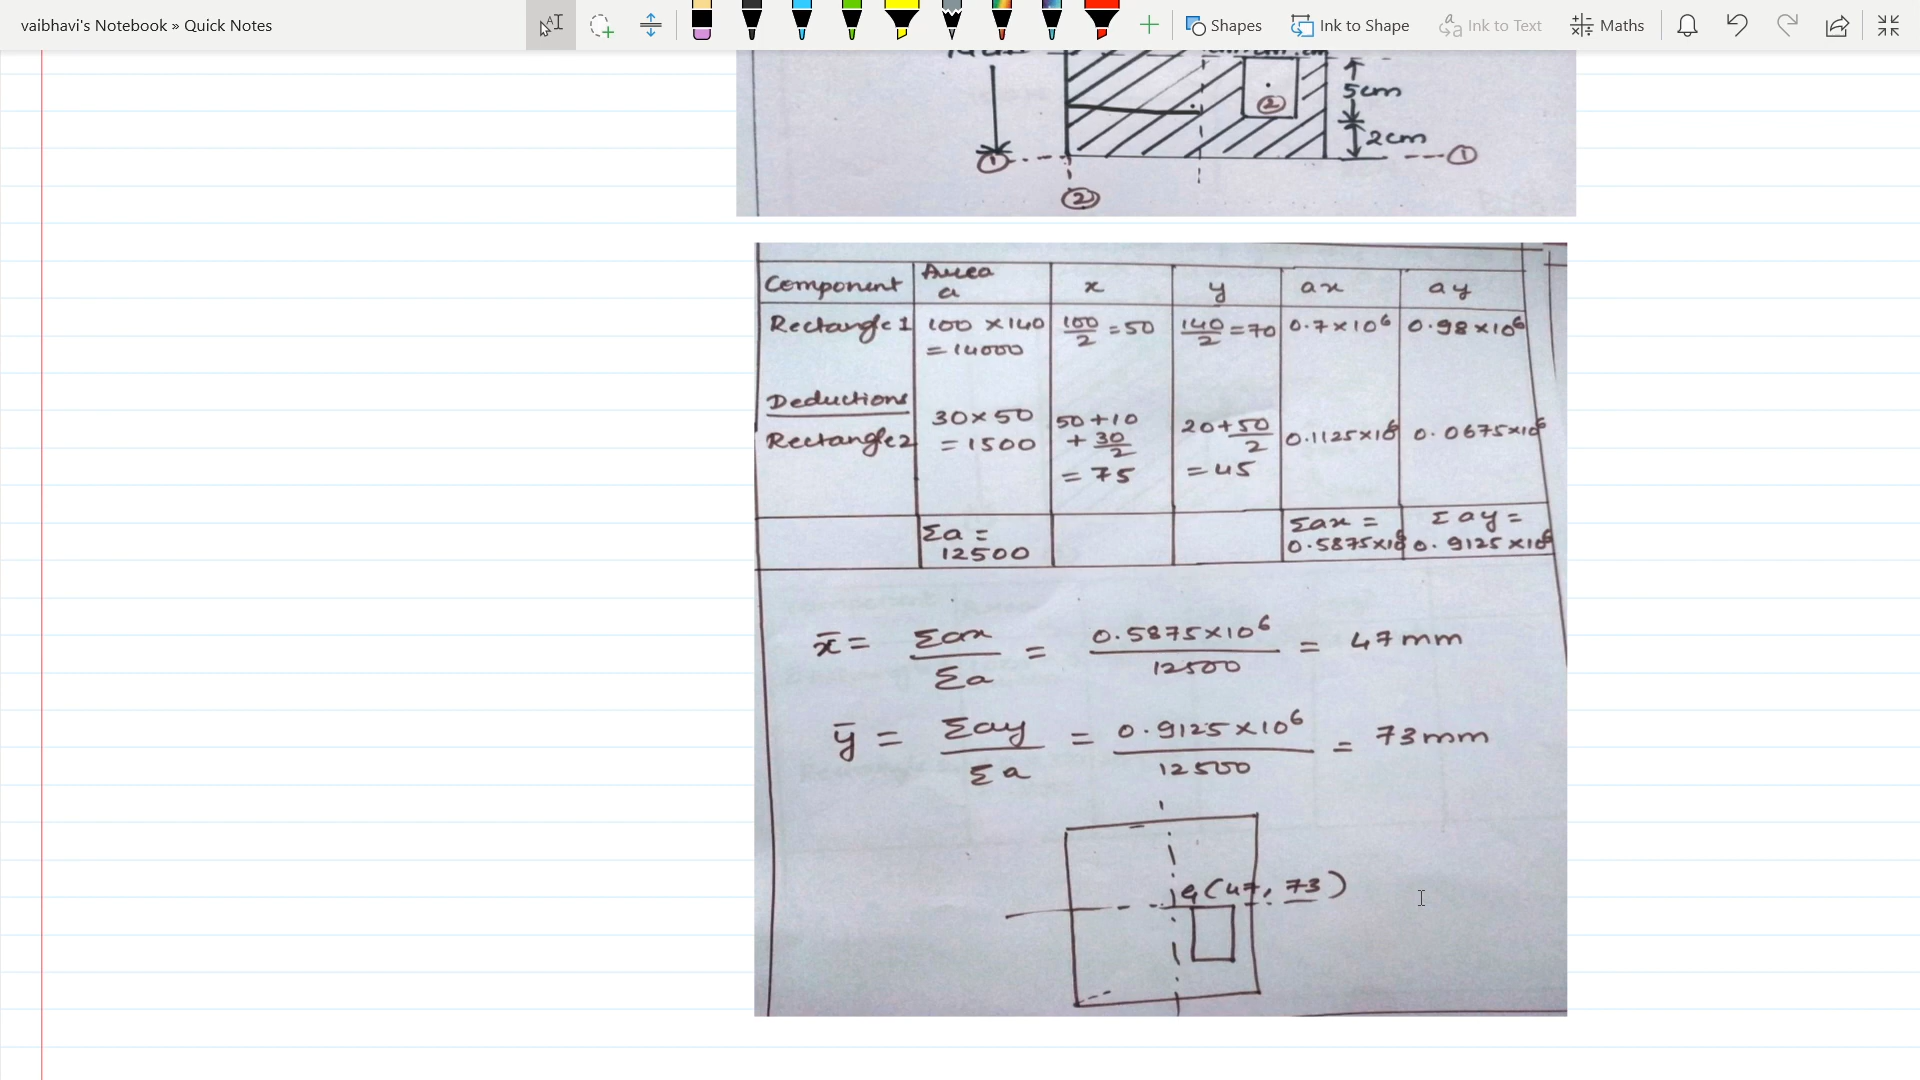 vaibhavi's Notebook » Quick Notes
Shapes
Ink to Shape
Ink to Text
Maths
5cm
②
2cm
①
①
②
Component
Area
a
x
y
ax
ay
Rectangle 1
100 × 140
= 14000
100/2 = 50
140/2 = 70
0.7 × 10⁶
0.98 × 10⁶
Deductions
Rectangle 2
30 × 50
= 1500
50 + 10
+ 30/2
= 75
20 + 50/2
= 45
0.1125 × 10⁶
0.0675 × 10⁶
Σa =
12500
Σax =
0.5875 × 10⁶
Σay =
0.9125 × 10⁶
x̄ = Σax/Σa = 0.5875 × 10⁶/12500 = 47 mm
ȳ = Σay/Σa = 0.9125 × 10⁶/12500 = 73 mm
G (47, 73)